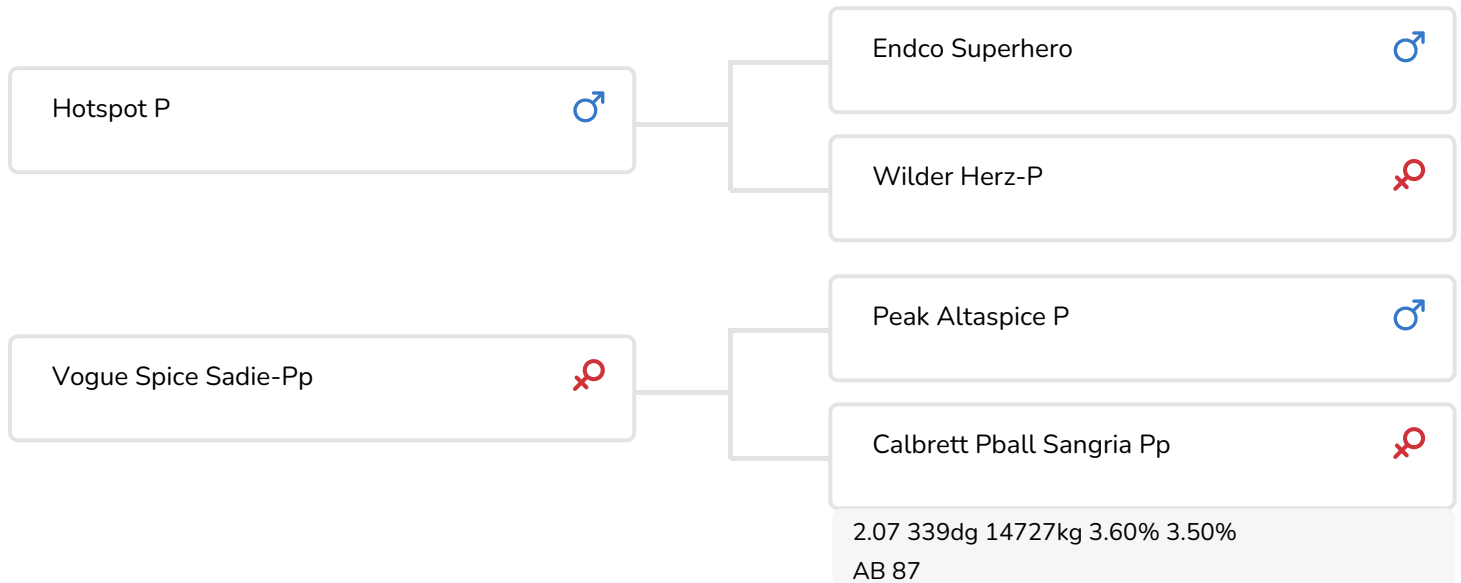 Endco Superhero
Hotspot P
Wilder Herz-P
Peak Altaspice P
Vogue Spice Sadie-Pp
Calbrett Pball Sangria Pp
2.07 339dg 14727kg 3.60% 3.50%
AB 87